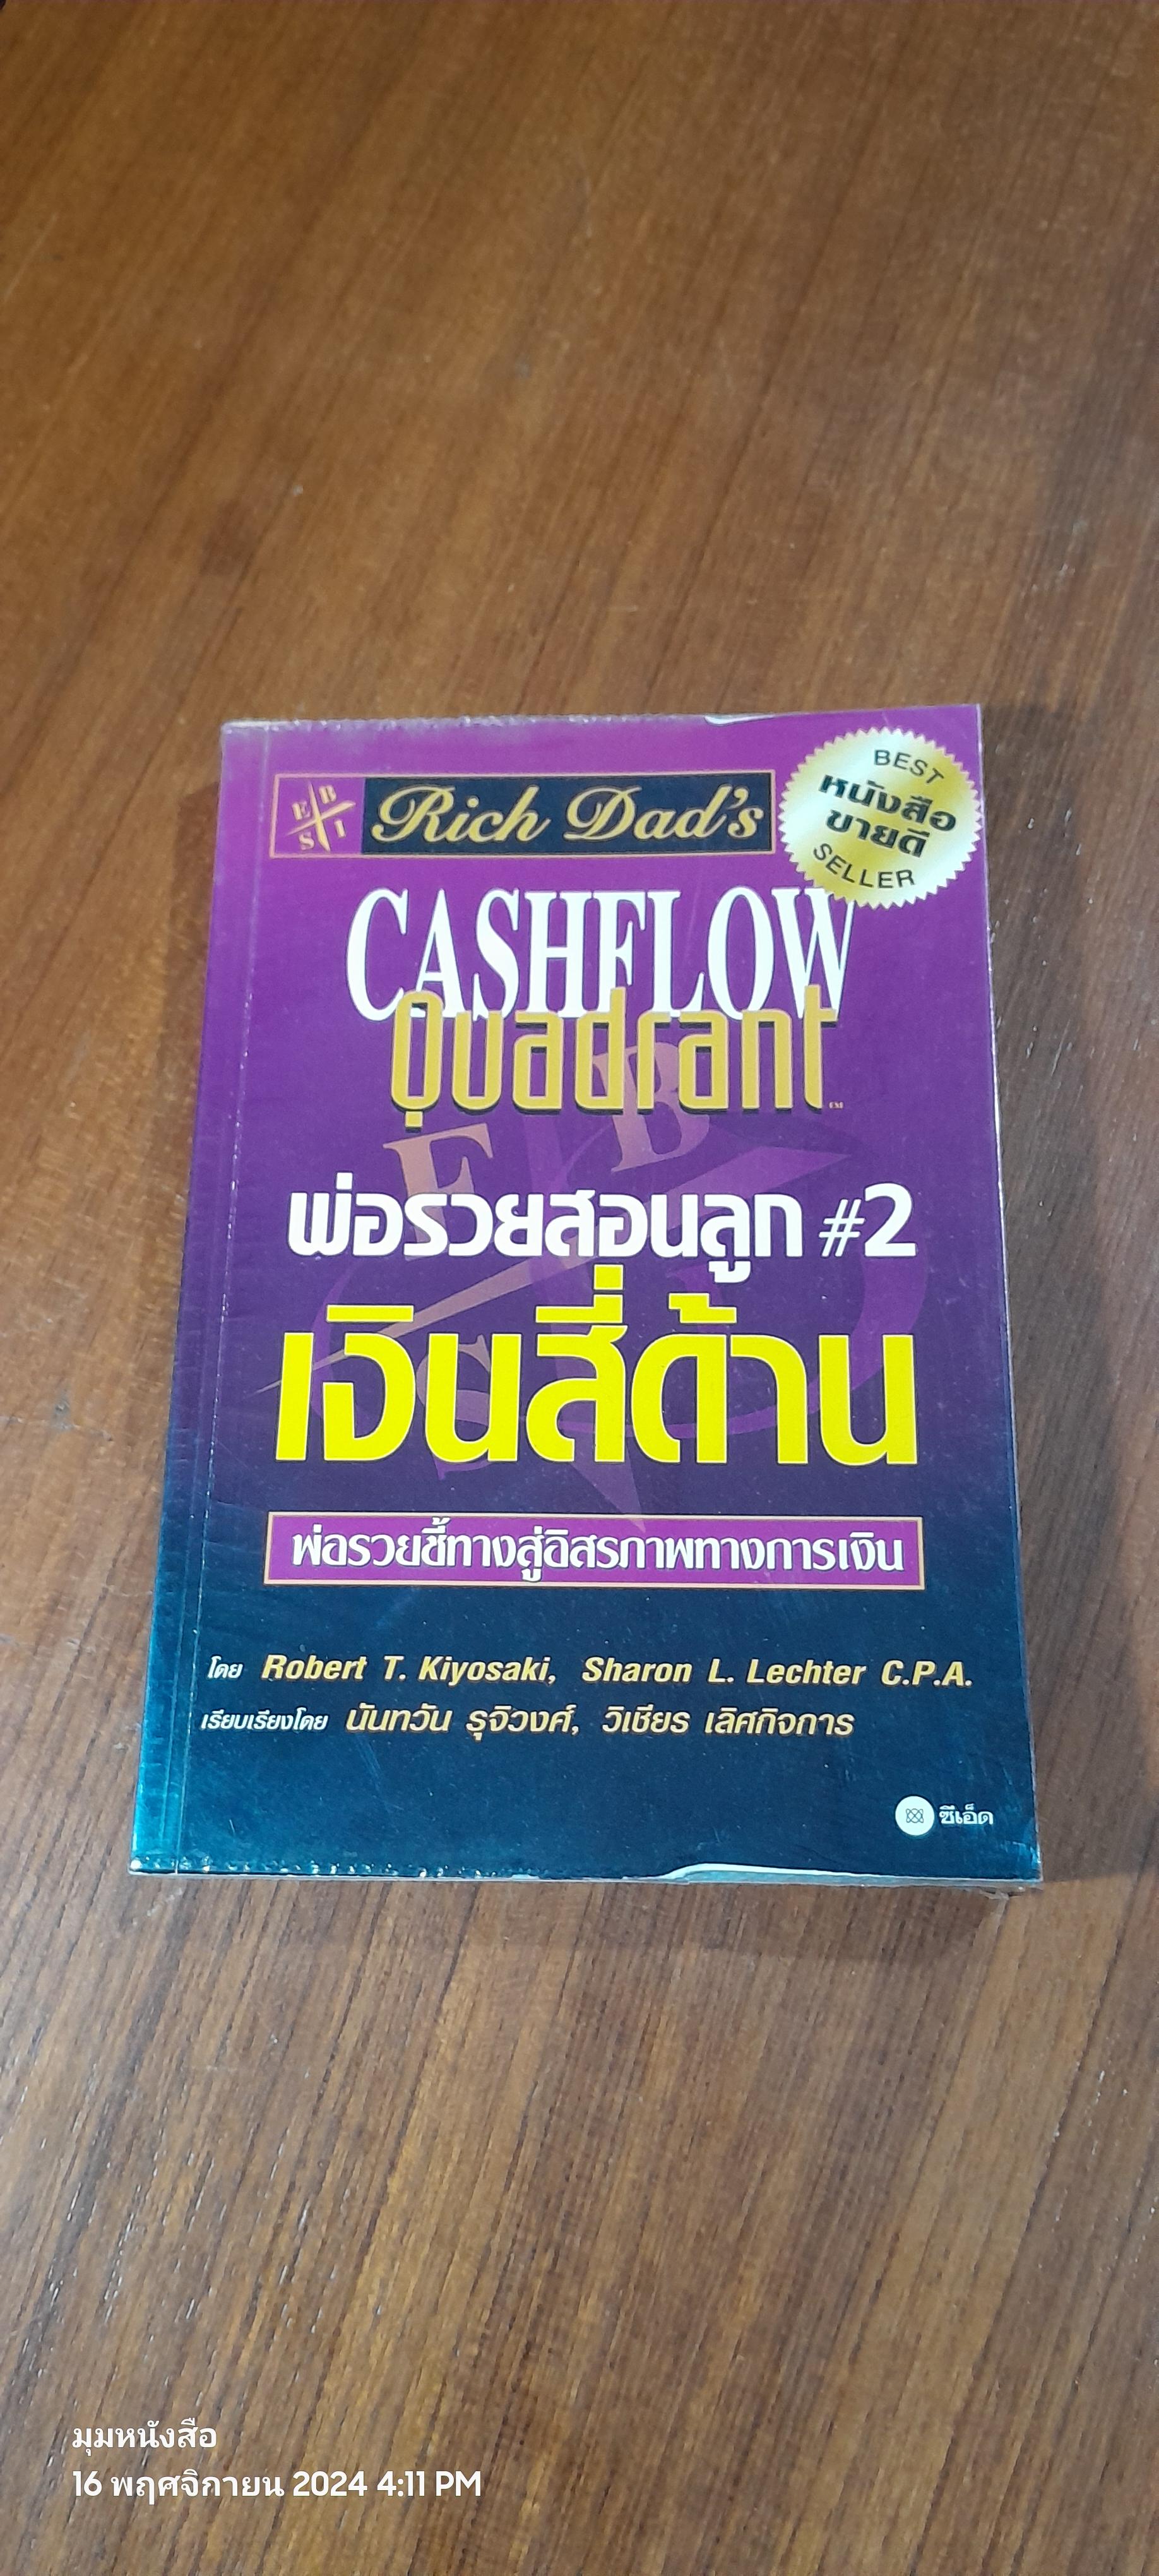 E B
S I
Rich Dad's
BEST
หนังสือ
ขายดี
SELLER
CASHFLOW
Quadrant
E B
S
พ่อรวยสอนลูก #2
เงินสี่ด้าน
พ่อรวยชี้ทางสู่อิสรภาพทางการเงิน
โดย Robert T. Kiyosaki, Sharon L. Lechter C.P.A.
เรียบเรียงโดย นันทวัน รุจิวงศ์, วิเชียร เลิศกิจการ
ซีเอ็ด
มุมหนังสือ
16 พฤศจิกายน 2024 4:11 PM